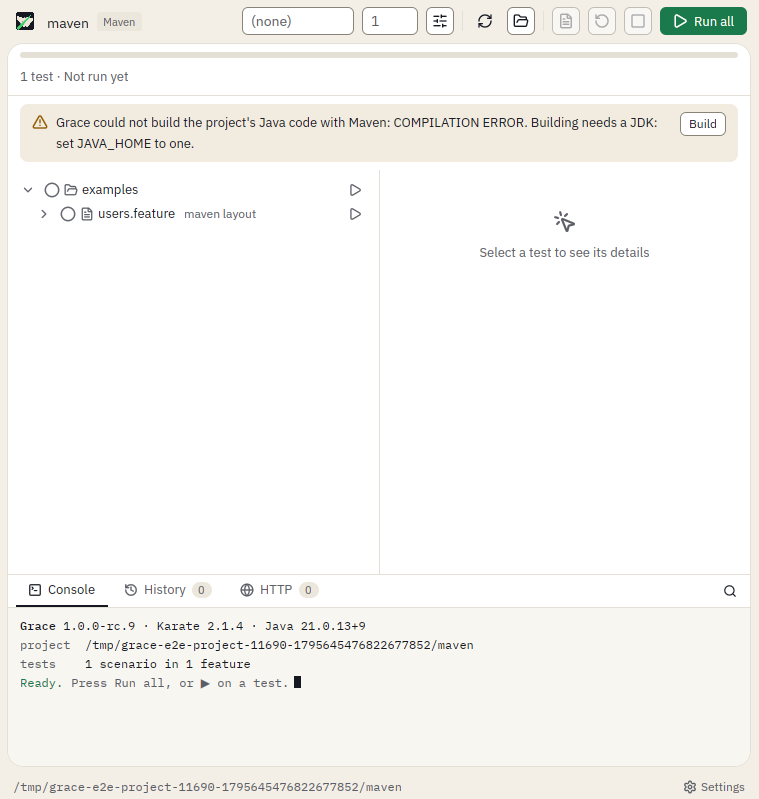 maven Maven (none) 1 Run all
1 test · Not run yet
Grace could not build the project's Java code with Maven: COMPILATION ERROR. Building needs a JDK:
set JAVA_HOME to one.
Build
examples
users.feature maven layout
Select a test to see its details
Console History 0 HTTP 0
Grace 1.0.0-rc.9 · Karate 2.1.4 · Java 21.0.13+9
project /tmp/grace-e2e-project-11690-1795645476822677852/maven
tests 1 scenario in 1 feature
Ready. Press Run all, or ▶ on a test.
/tmp/grace-e2e-project-11690-1795645476822677852/maven Settings